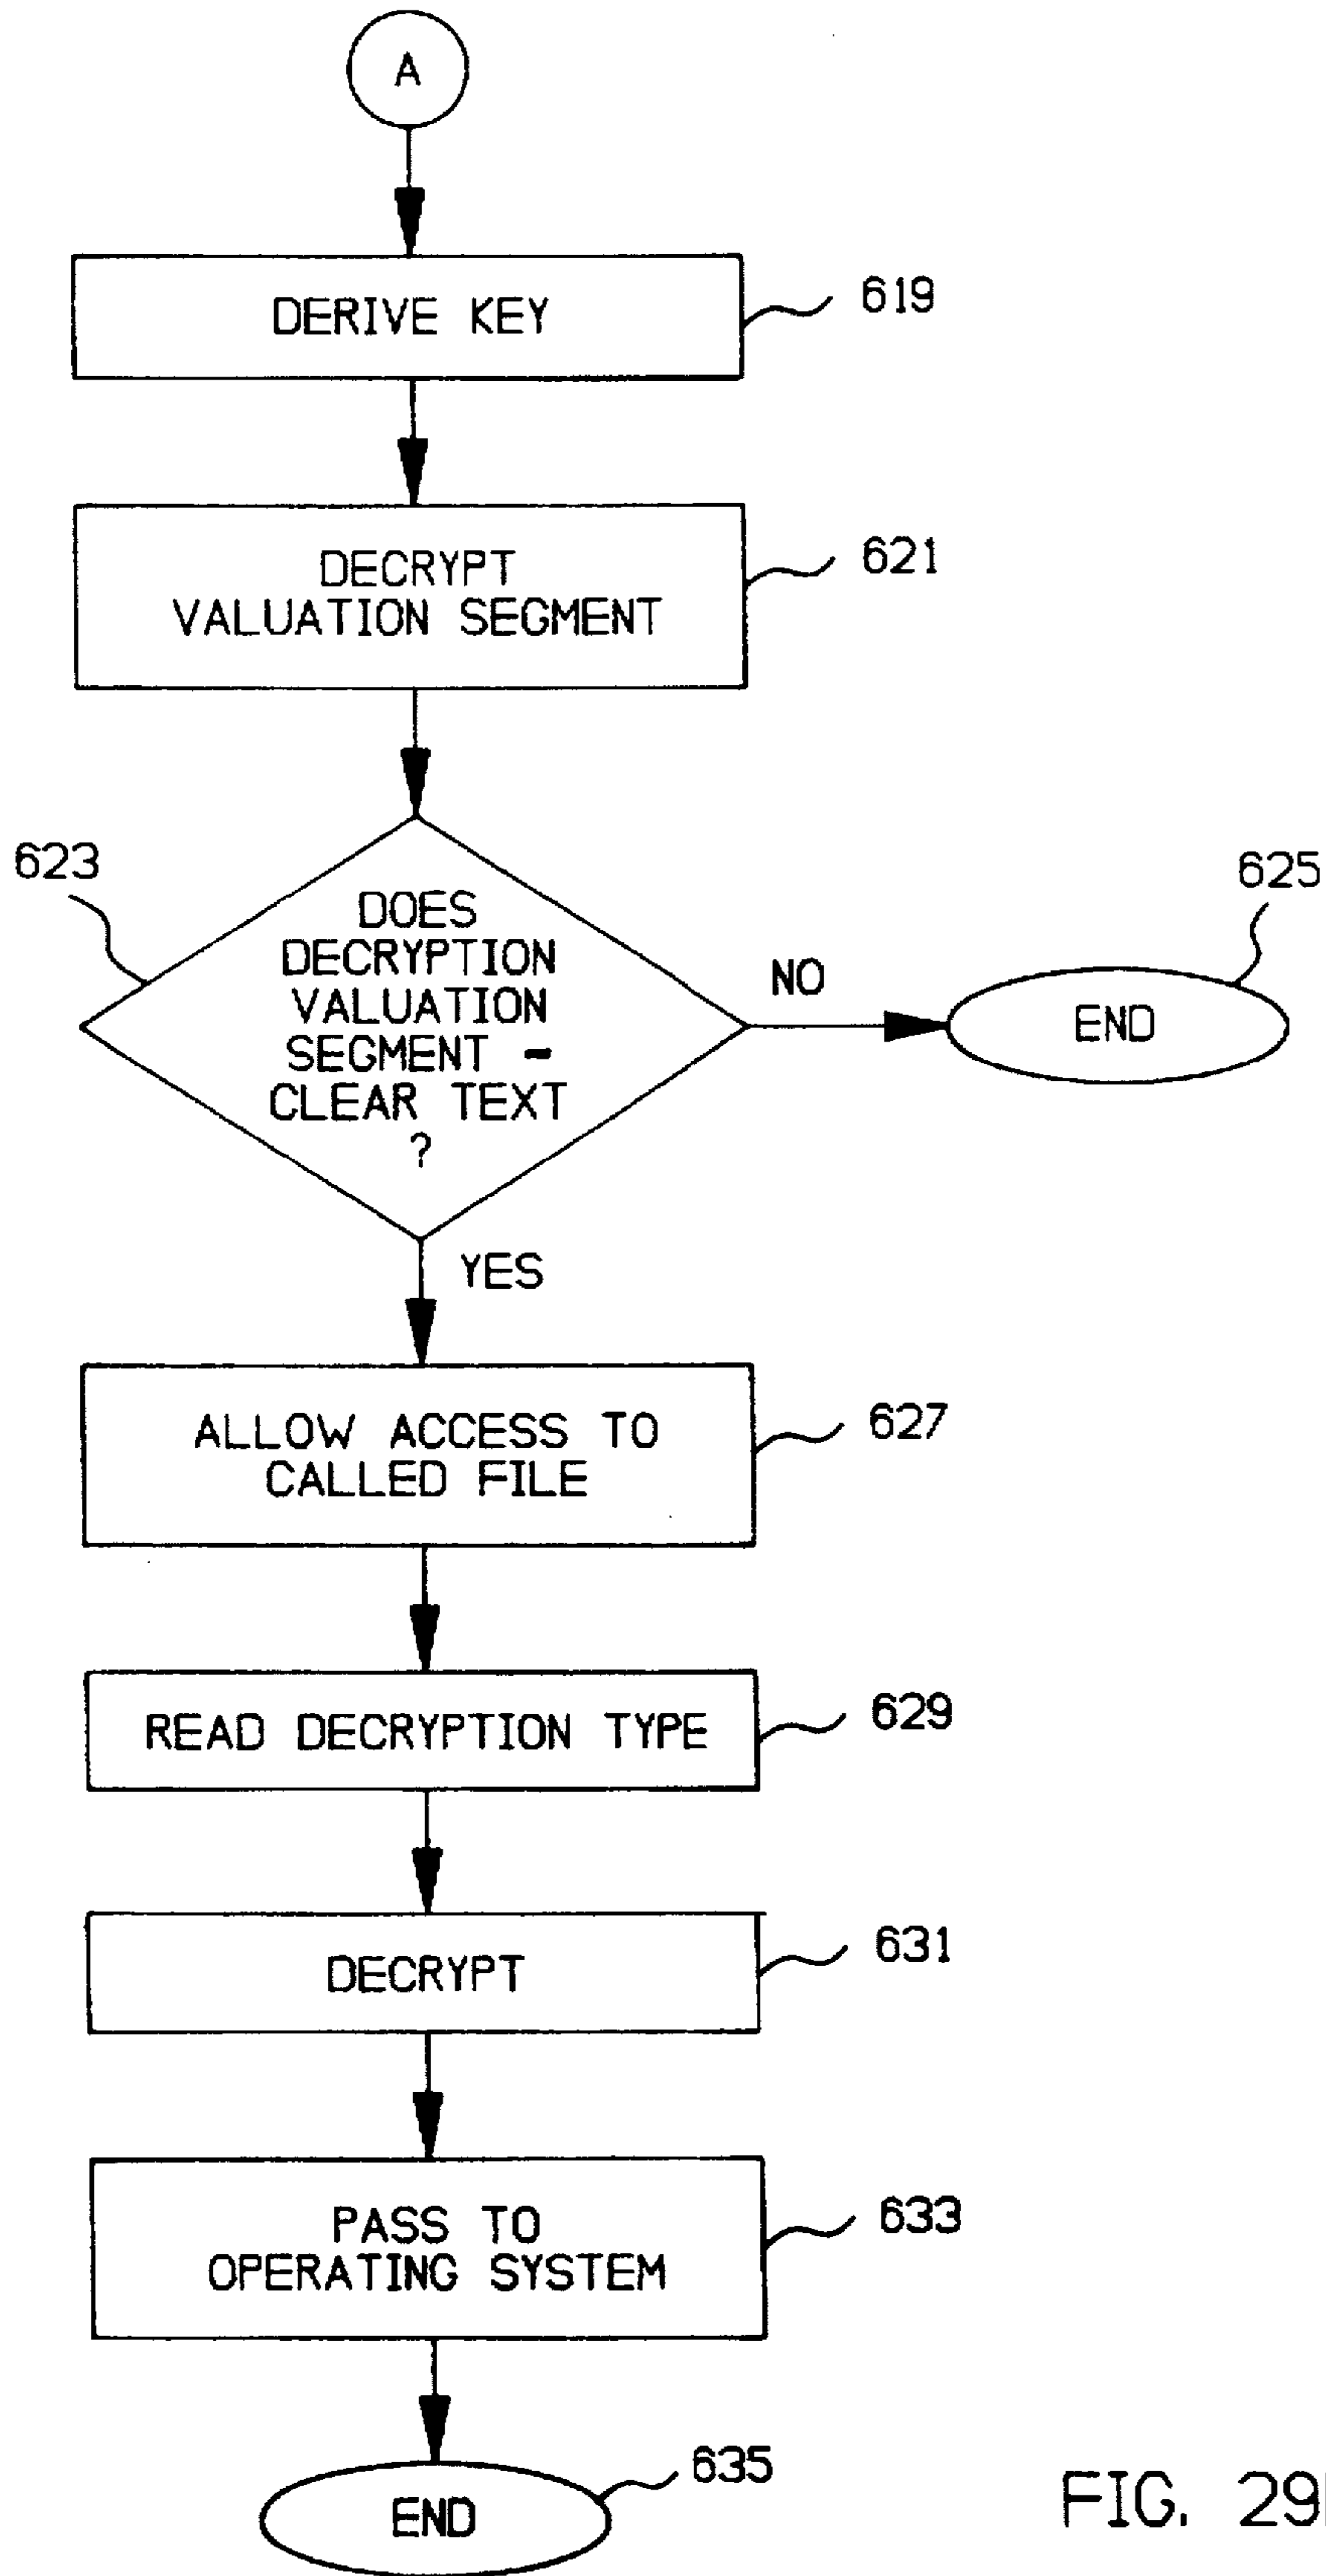 A
DERIVE KEY
619
DECRYPT
VALUATION SEGMENT
621
623
DOES
DECRYPTION
VALUATION
SEGMENT -
CLEAR TEXT
?
NO
625
END
YES
ALLOW ACCESS TO
CALLED FILE
627
READ DECRYPTION TYPE
629
DECRYPT
631
PASS TO
OPERATING SYSTEM
633
END
635
FIG. 29